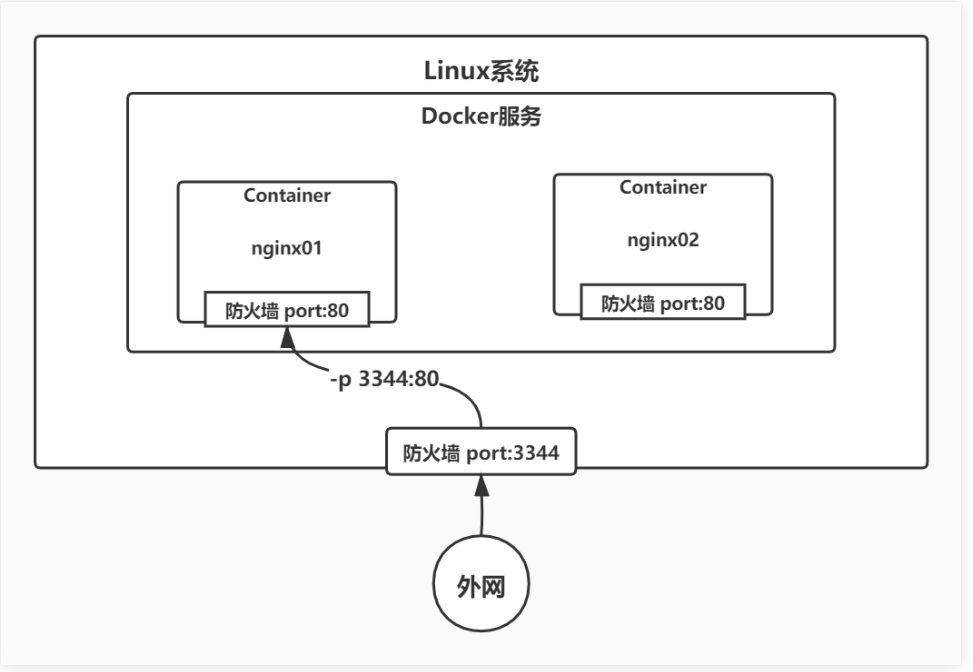 Linux系统
Docker服务
Container
nginx01
防火墙 port:80
Container
nginx02
防火墙 port:80
-p 3344:80
防火墙 port:3344
外网